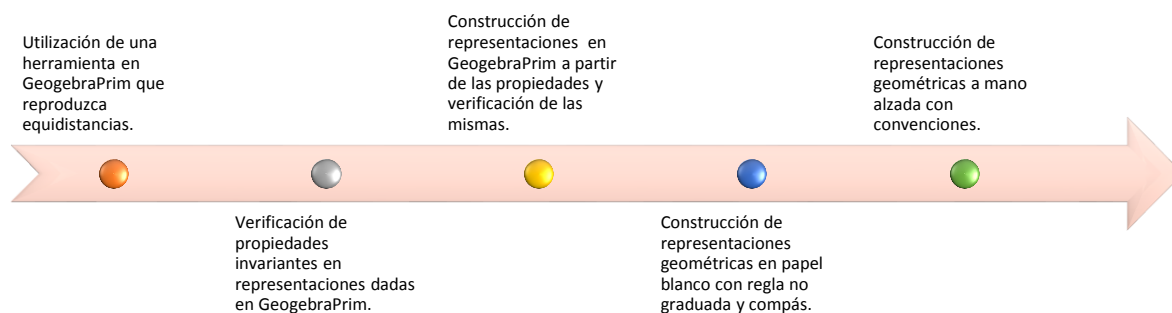 Utilización de una
herramienta en
GeogebraPrim que
reproduzca
equidistancias.
Verificación de
propiedades
invariantes en
representaciones dadas
en GeogebraPrim.
Construcción de
representaciones en
GeogebraPrim a partir
de las propiedades y
verificación de las
mismas.
Construcción de
representaciones
geométricas en papel
blanco con regla no
graduada y compás.
Construcción de
representaciones
geométricas a mano
alzada con
convenciones.